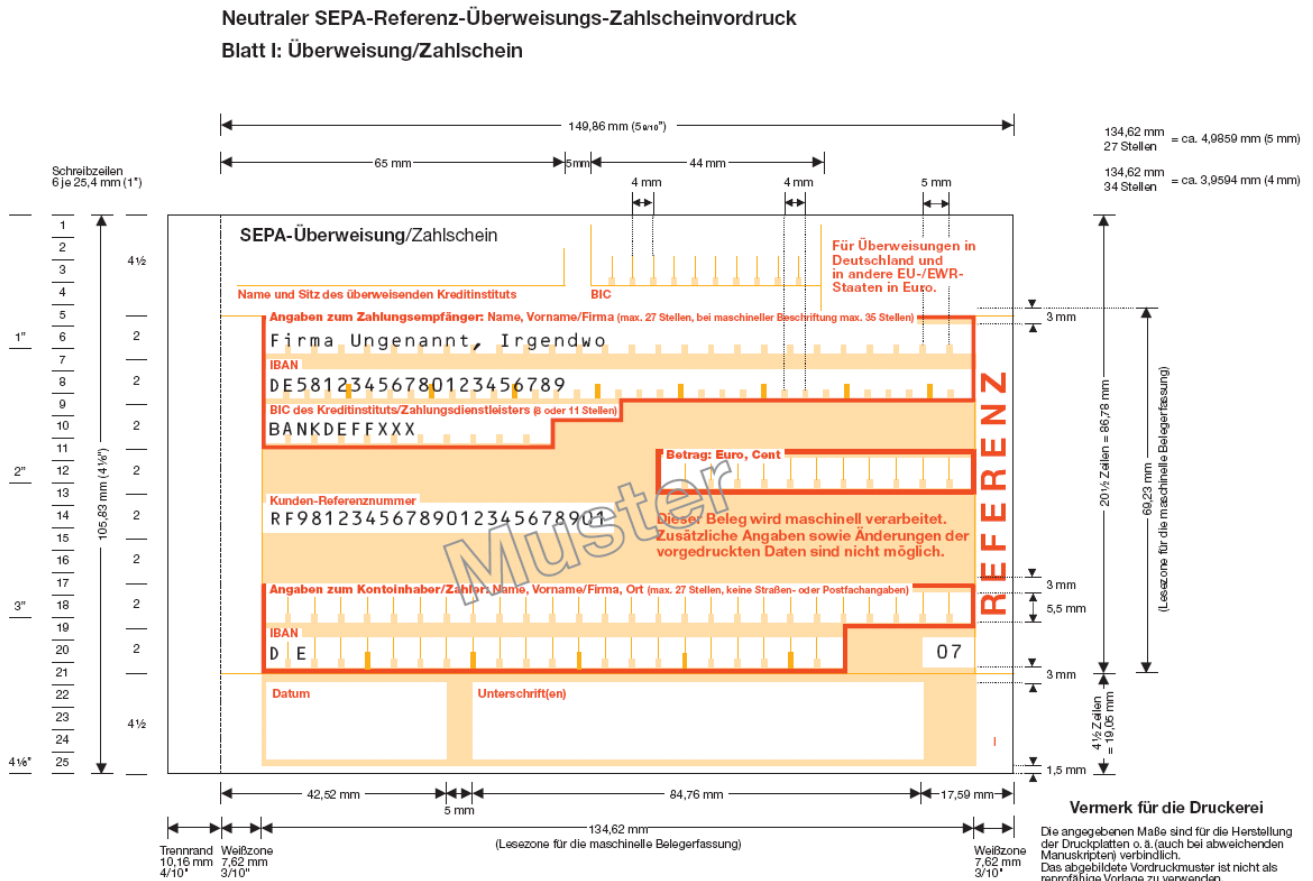 Neutraler SEPA-Referenz-Überweisungs-Zahlscheinvordruck
Blatt I: Überweisung/Zahlschein
149,86 mm (5 9/10")
134,62 mm
27 Stellen = ca. 4,9859 mm (5 mm)
134,62 mm
34 Stellen = ca. 3,9594 mm (4 mm)
65 mm
5 mm
44 mm
Schreibzeilen
6 je 25,4 mm (1")
4 mm
4 mm
5 mm
1
2
3
4
5
6
7
8
9
10
11
12
13
14
15
16
17
18
19
20
21
22
23
24
25
1"
2"
3"
4 1/6"
105,83 mm (4 1/6")
4 ½
2
2
2
2
2
2
2
2
4 ½
SEPA-Überweisung/Zahlschein
Für Überweisungen in
Deutschland und
in andere EU-/EWR-
Staaten in Euro.
Name und Sitz des überweisenden Kreditinstituts
BIC
Angaben zum Zahlungsempfänger: Name, Vorname/Firma (max. 27 Stellen, bei maschineller Beschriftung max. 35 Stellen)
Firma Ungenannt, Irgendwo
IBAN
DE58123456780123456789
BIC des Kreditinstituts/Zahlungsdienstleisters (8 oder 11 Stellen)
BANKDEFFXXX
Betrag: Euro, Cent
Kunden-Referenznummer
RF98123456789012345678901
Dieser Beleg wird maschinell verarbeitet.
Zusätzliche Angaben sowie Änderungen der
vorgedruckten Daten sind nicht möglich.
Muster
Angaben zum Kontoinhaber/Zahler: Name, Vorname/Firma, Ort (max. 27 Stellen, keine Straßen- oder Postfachangaben)
IBAN
D E
07
Datum
Unterschrift(en)
I
REFERENZ
3 mm
3 mm
5,5 mm
3 mm
1,5 mm
20½ Zeilen = 86,78 mm
69,23 mm
(Lesezone für die maschinelle Belegerfassung)
4 ½ Zeilen
= 19,05 mm
42,52 mm
5 mm
84,76 mm
17,59 mm
134,62 mm
(Lesezone für die maschinelle Belegerfassung)
Trennrand
10,16 mm
4/10"
Weißzone
7,62 mm
3/10"
Weißzone
7,62 mm
3/10"
Vermerk für die Druckerei
Die angegebenen Maße sind für die Herstellung
der Druckplatten o. ä. (auch bei abweichenden
Manuskripten) verbindlich.
Das abgebildete Vordruckmuster ist nicht als
reprofähige Vorlage zu verwenden.